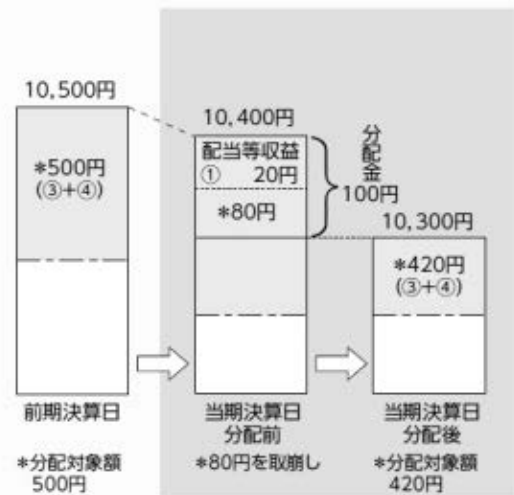 10,500円
*500円
(③+④)
前期決算日
*分配対象額
500円
10,400円
配当等収益
① 20円
*80円
分配金
100円
当期決算日
分配前
*80円を取崩し
10,300円
*420円
(③+④)
当期決算日
分配後
*分配対象額
420円